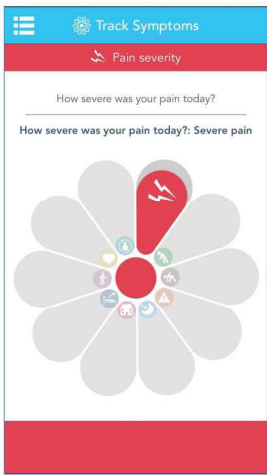 Track Symptoms
Pain severity
How severe was your pain today?
How severe was your pain today?: Severe pain